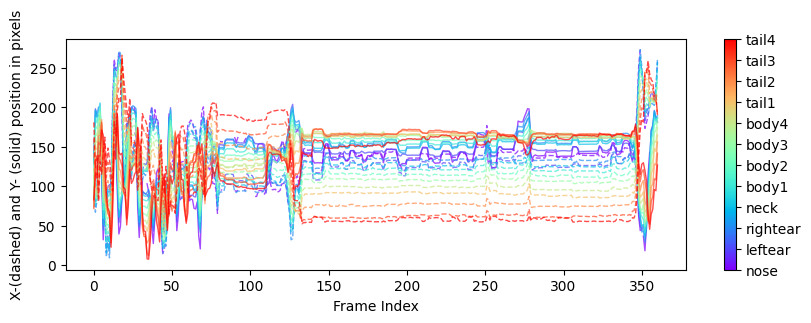 X-(dashed) and Y- (solid) position in pixels
250
200
150
100
50
0
0 50 100 150 200 250 300 350
Frame Index
tail4
tail3
tail2
tail1
body4
body3
body2
body1
neck
rightear
leftear
nose